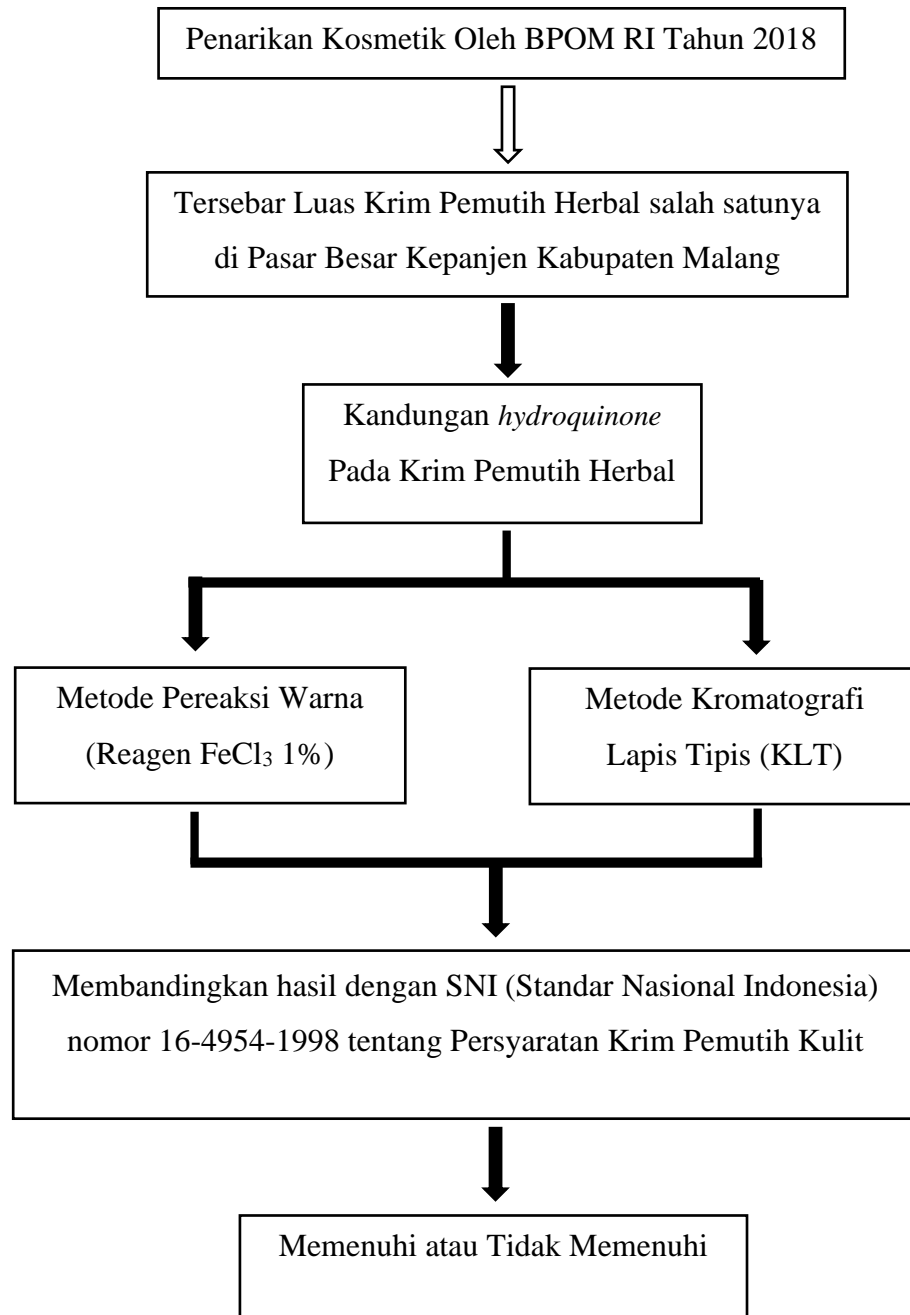 Penarikan Kosmetik Oleh BPOM RI Tahun 2018
Tersebar Luas Krim Pemutih Herbal salah satunya
di Pasar Besar Kepanjen Kabupaten Malang
Kandungan hydroquinone
Pada Krim Pemutih Herbal
Metode Pereaksi Warna
(Reagen FeCl₃ 1%)
Metode Kromatografi
Lapis Tipis (KLT)
Membandingkan hasil dengan SNI (Standar Nasional Indonesia)
nomor 16-4954-1998 tentang Persyaratan Krim Pemutih Kulit
Memenuhi atau Tidak Memenuhi